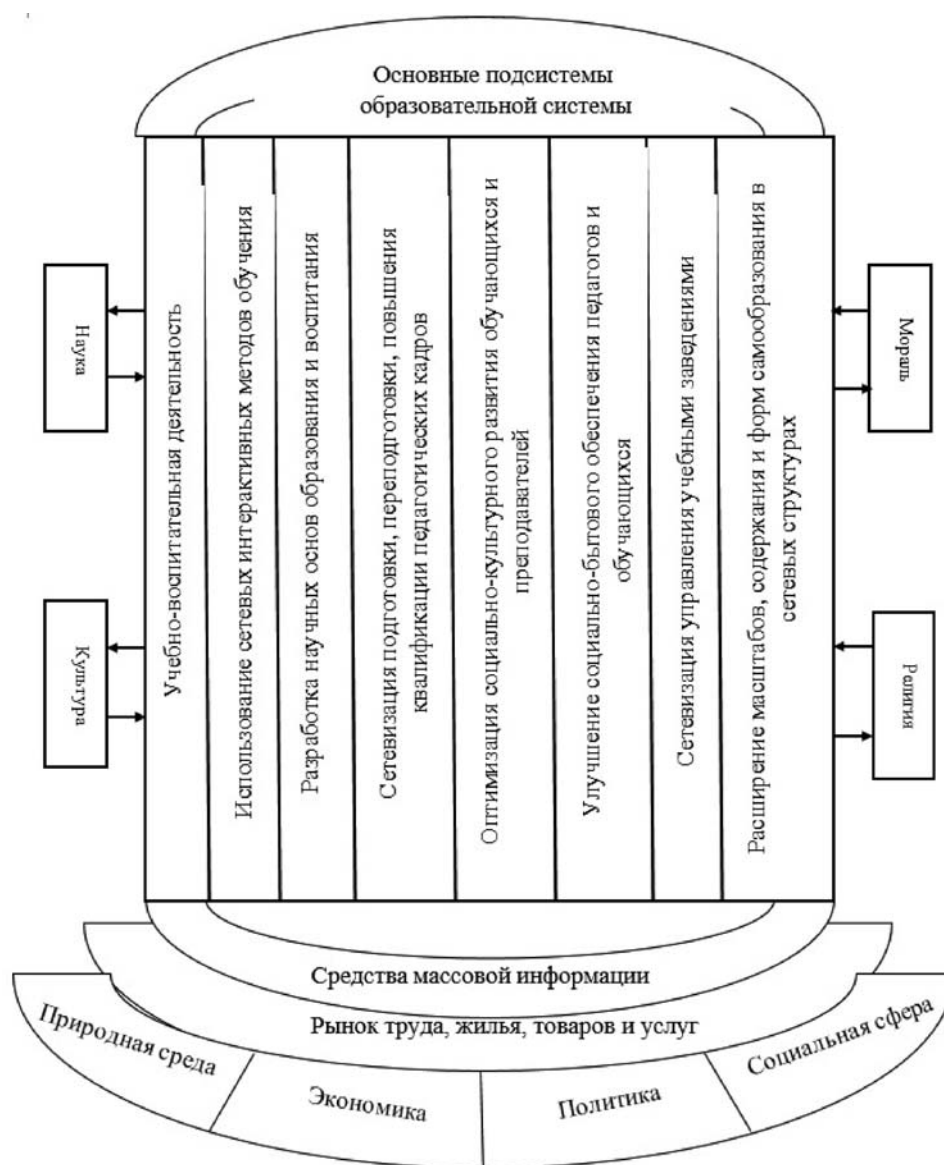 Основные подсистемы
образовательной системы
Наука
Культура
Учебно-воспитательная деятельность
Использование сетевых интерактивных методов обучения
Разработка научных основ образования и воспитания
Сетевизация подготовки, переподготовки, повышения
квалификации педагогических кадров
Оптимизация социально-культурного развития обучающихся и
преподавателей
Улучшение социально-бытового обеспечения педагогов и
обучающихся
Сетевизация управления учебными заведениями
Расширение масштабов, содержания и форм самообразования в
сетевых структурах
Мораль
Религия
Средства массовой информации
Рынок труда, жилья, товаров и услуг
Природная среда
Экономика
Политика
Социальная сфера